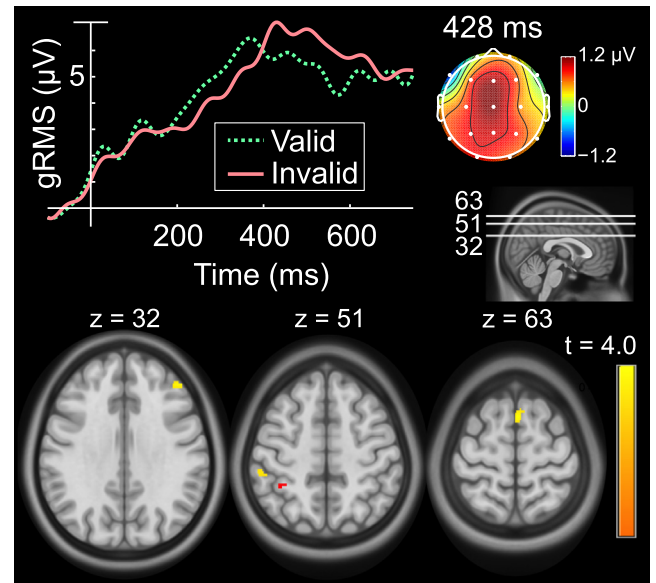 gRMS (µV)
5
Valid
Invalid
200 400 600
Time (ms)
428 ms
1.2 µV
0
−1.2
63
51
32
z = 32
z = 51
z = 63
t = 4.0